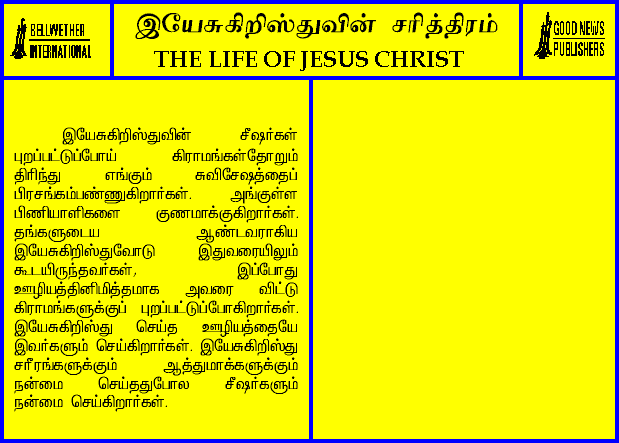 BELLWETHER
INTERNATIONAL
இயேசுகிறிஸ்துவின் சரித்திரம்
THE LIFE OF JESUS CHRIST
GOOD NEWS
PUBLISHERS
இயேசுகிறிஸ்துவின் சீஷர்கள்
புறப்பட்டுப்போய் கிராமங்கள்தோறும்
திரிந்து எங்கும் சுவிசேஷத்தைப்
பிரசங்கம்பண்ணுகிறார்கள். அங்குள்ள
பிணியாளிகளை குணமாக்குகிறார்கள்.
தங்களுடைய ஆண்டவராகிய
இயேசுகிறிஸ்துவோடு இதுவரையிலும்
கூடயிருந்தவர்கள், இப்போது
ஊழியத்தினிமித்தமாக அவரை விட்டு
கிராமங்களுக்குப் புறப்பட்டுப்போகிறார்கள்.
இயேசுகிறிஸ்து செய்த ஊழியத்தையே
இவர்களும் செய்கிறார்கள். இயேசுகிறிஸ்து
சரீரங்களுக்கும் ஆத்துமாக்களுக்கும்
நன்மை செய்ததுபோல சீஷர்களும்
நன்மை செய்கிறார்கள்.